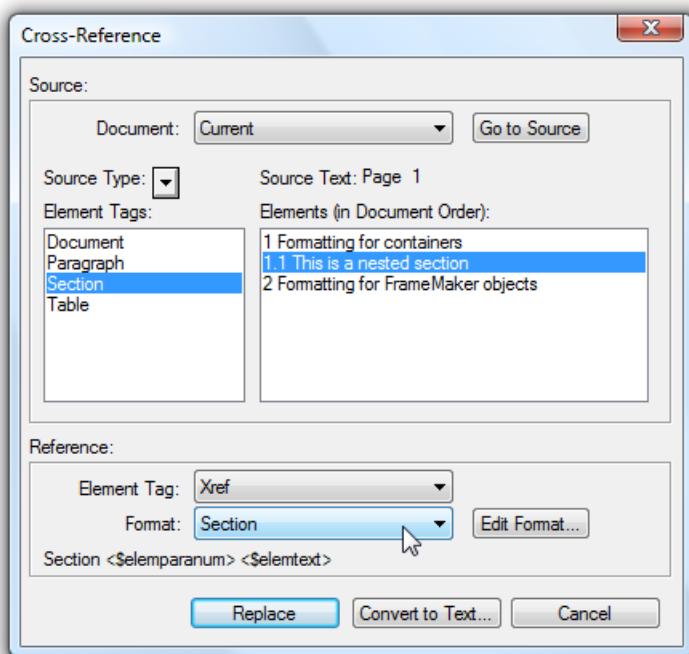 Cross-Reference
Source:
Document: Current Go to Source
Source Type: Source Text: Page 1
Element Tags: Elements (in Document Order):
Document 1 Formatting for containers
Paragraph 1.1 This is a nested section
Section 2 Formatting for FrameMaker objects
Table
Reference:
Element Tag: Xref
Format: Section Edit Format...
Section <$elemparanum> <$elemtext>
Replace Convert to Text... Cancel